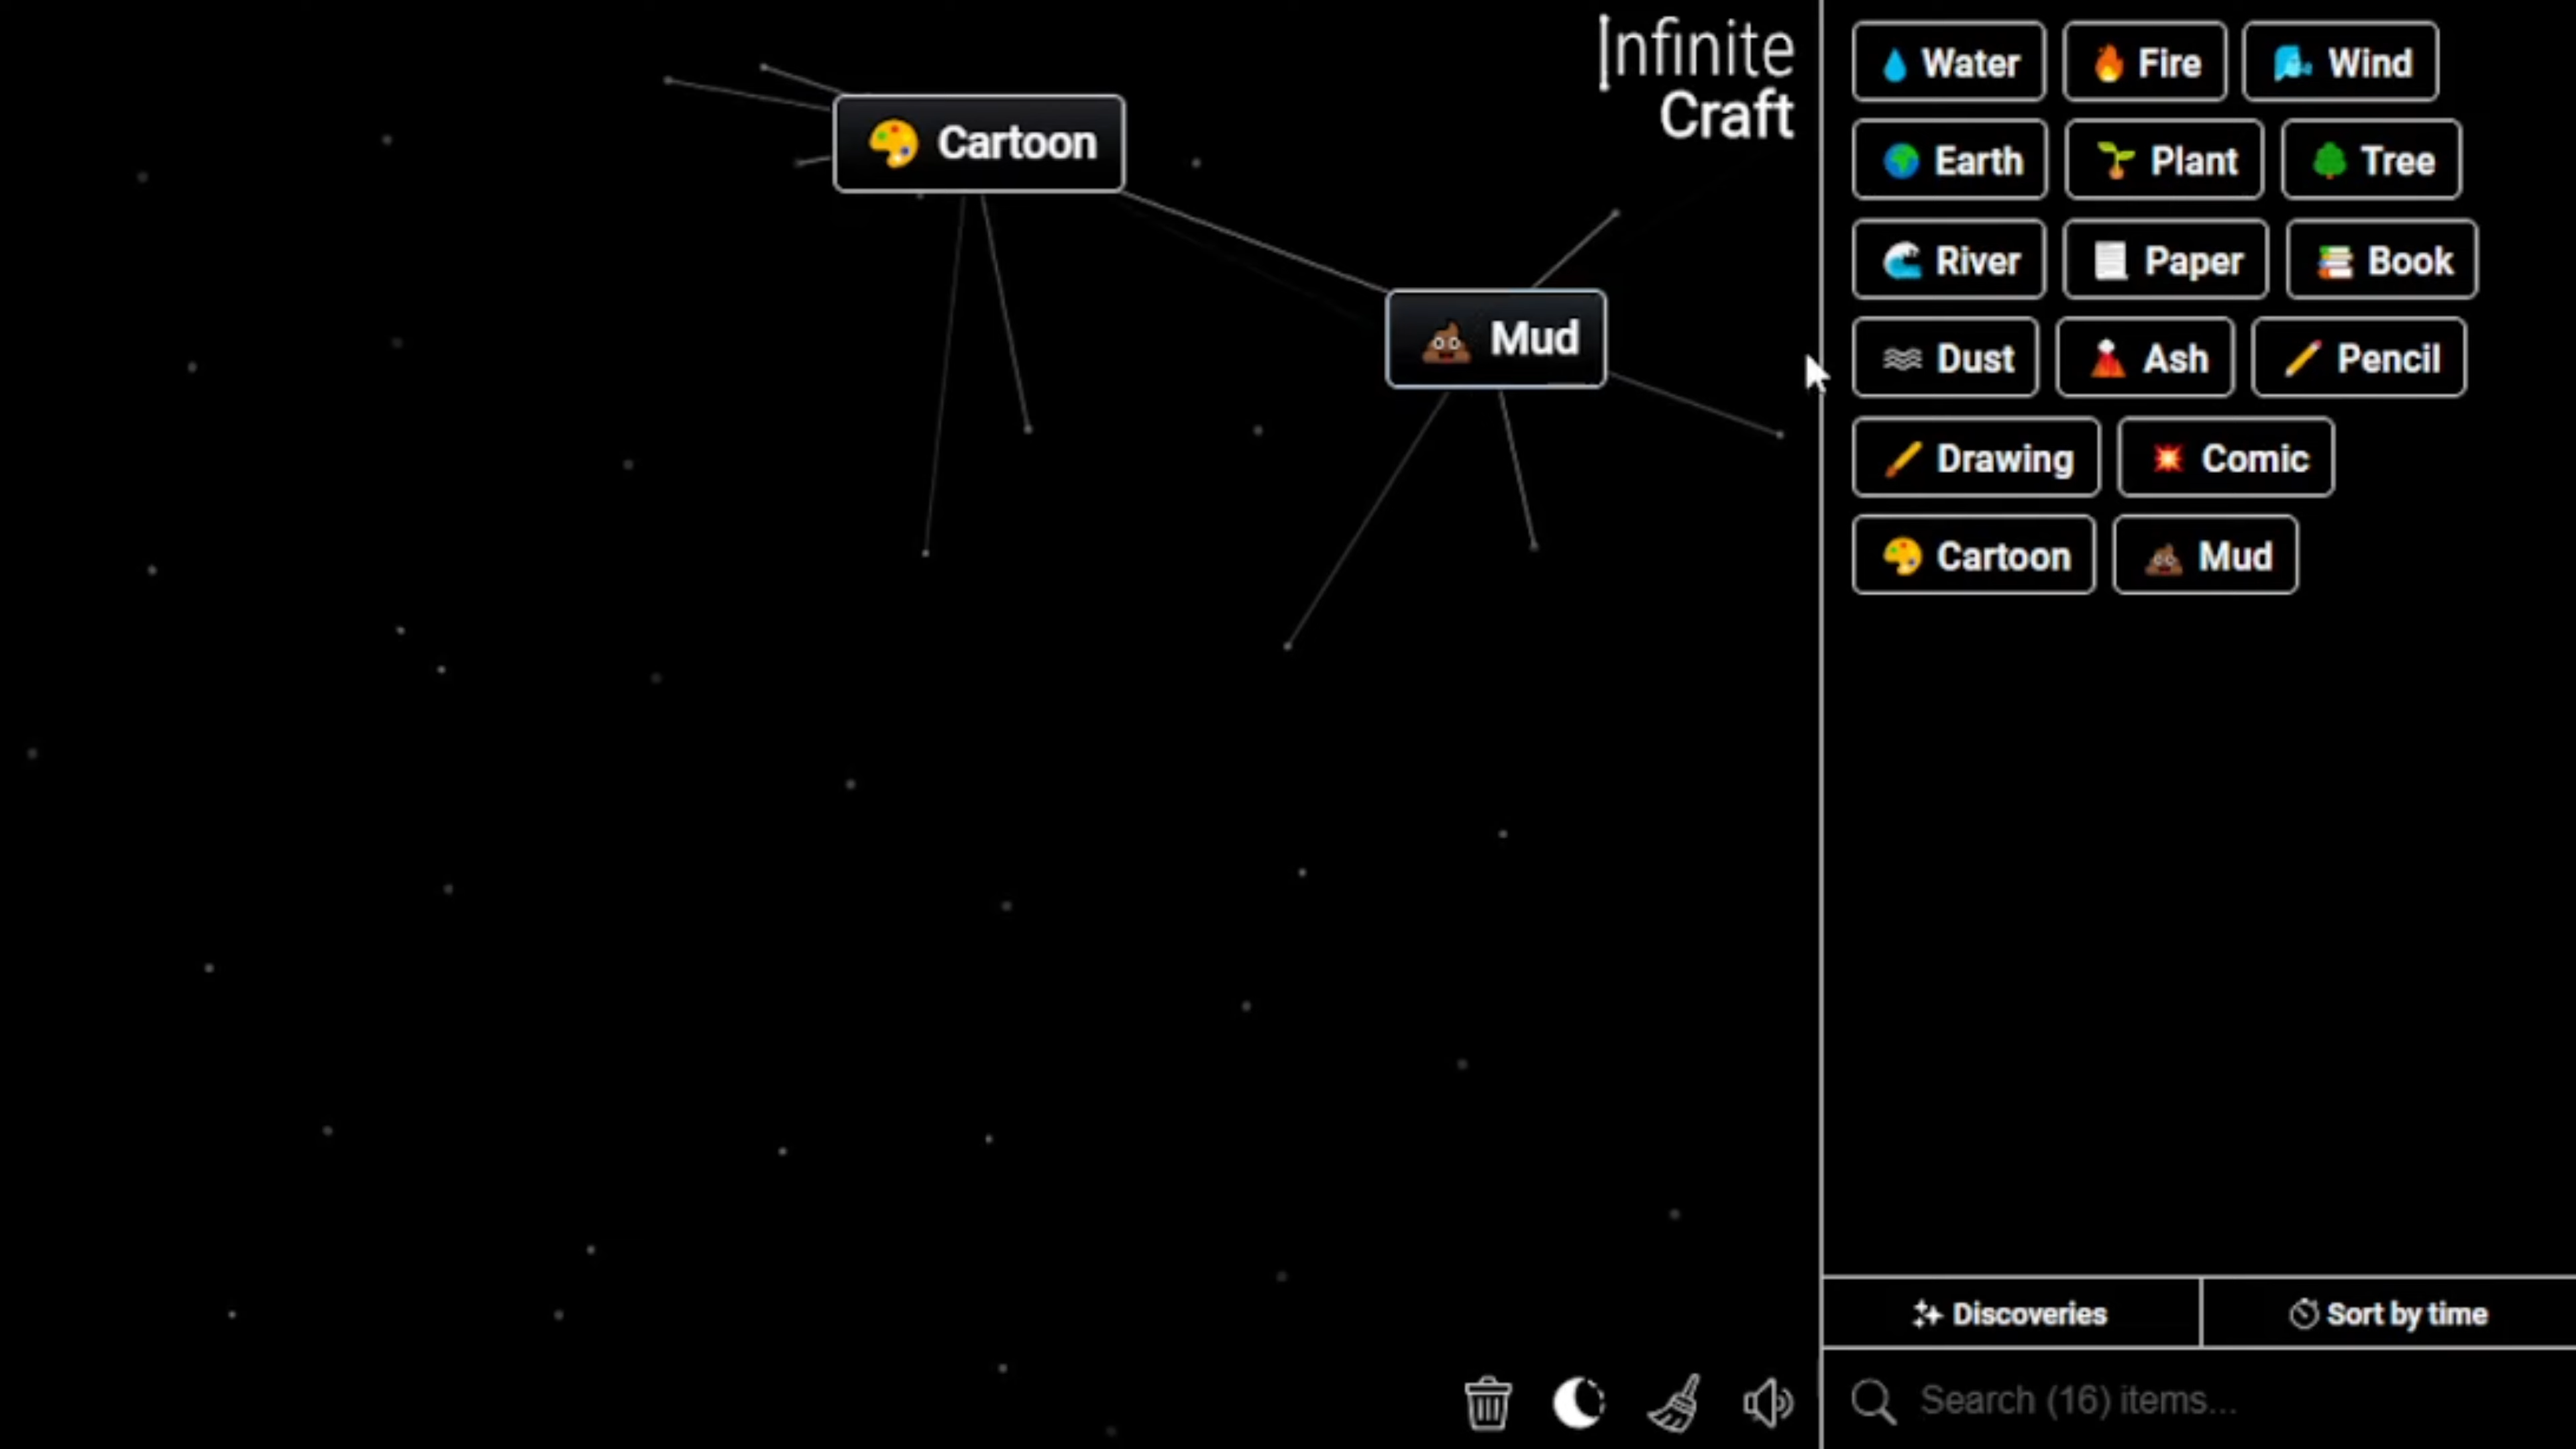 Infinite
Craft
Cartoon
Mud
Water Fire Wind
Earth Plant Tree
River Paper Book
Dust Ash Pencil
Drawing Comic
Cartoon Mud
Discoveries Sort by time
Search (16) items...